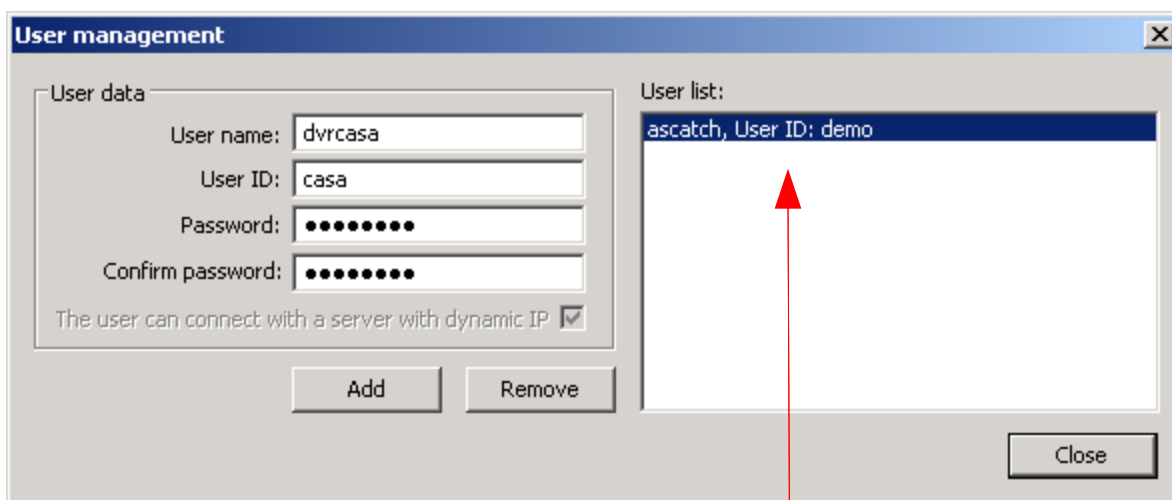 User management
User data
User name: dvrcasa
User ID: casa
Password: ●●●●●●●●
Confirm password: ●●●●●●●●
The user can connect with a server with dynamic IP
Add
Remove
User list:
ascatch, User ID: demo
Close